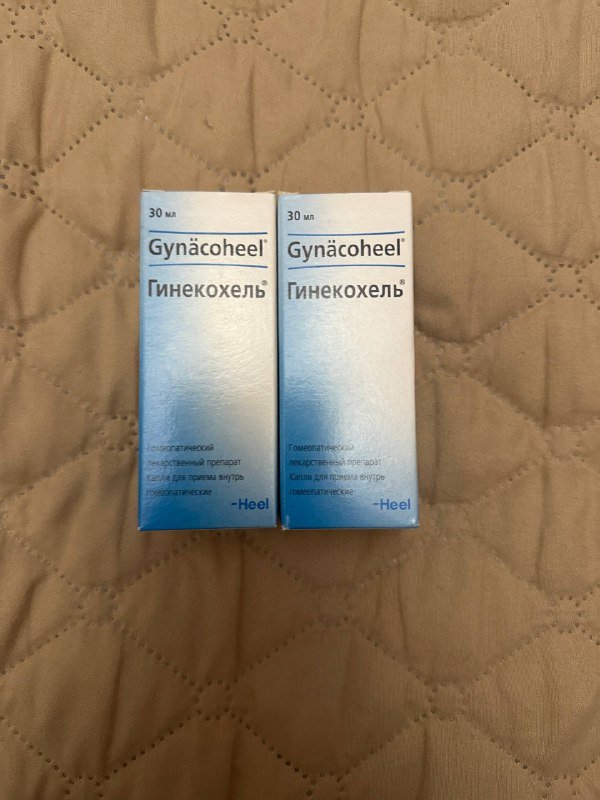 30 мл
Gynäcoheel®
Гинекохель®
Гомеопатический
лекарственный препарат
Капли для приема внутрь
гомеопатические
-Heel
30 мл
Gynäcoheel®
Гинекохель®
Гомеопатический
лекарственный препарат
Капли для приема внутрь
гомеопатические
-Heel